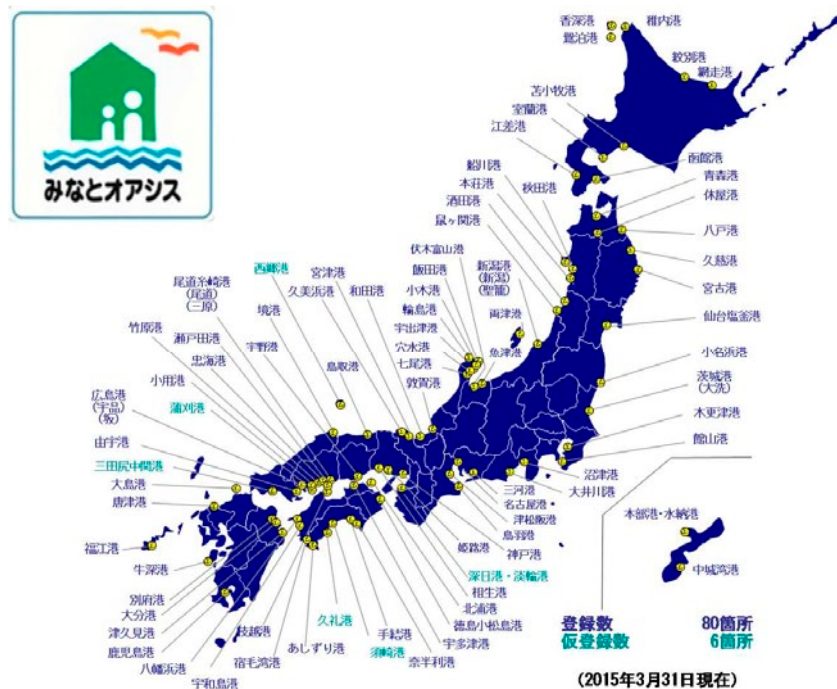 みなとオアシス
香深港
稚内港
鴛泊港
紋別港
網走港
苫小牧港
室蘭港
江差港
函館港
船川港
青森港
本荘港
秋田港
休屋港
酒田港
鼠ヶ関港
八戸港
久慈港
宮古港
仙台塩釜港
小名浜港
茨城港
(大洗)
木更津港
館山港
伏木富山港
飯田港
新潟港
(新潟)
(聖籠)
小木港
輪島港
両津港
宇出津港
穴水港
魚津港
七尾港
敦賀港
西郷港
宮津港
久美浜港
和田港
尾道糸崎港
(尾道)
(三原)
境港
竹原港
瀬戸田港
宇野港
鳥取港
忠海港
小用港
広島港
(宇品)
(坂)
蒲刈港
由宇港
三田尻中関港
大島港
唐津港
福江港
牛深港
別府港
大分港
津久見港
鹿児島港
八幡浜港
宇和島港
宿毛湾港
あしずり港
久礼港
須崎港
手結港
奈半利港
宇多津港
徳島小松島港
北浦港
相生港
深日港・淡輪港
姫路港
神戸港
鳥羽港
津松阪港
名古屋港
三河港
大井川港
沼津港
本部港・水納港
中城湾港
登録数 80箇所
仮登録数 6箇所
(2015年3月31日現在)